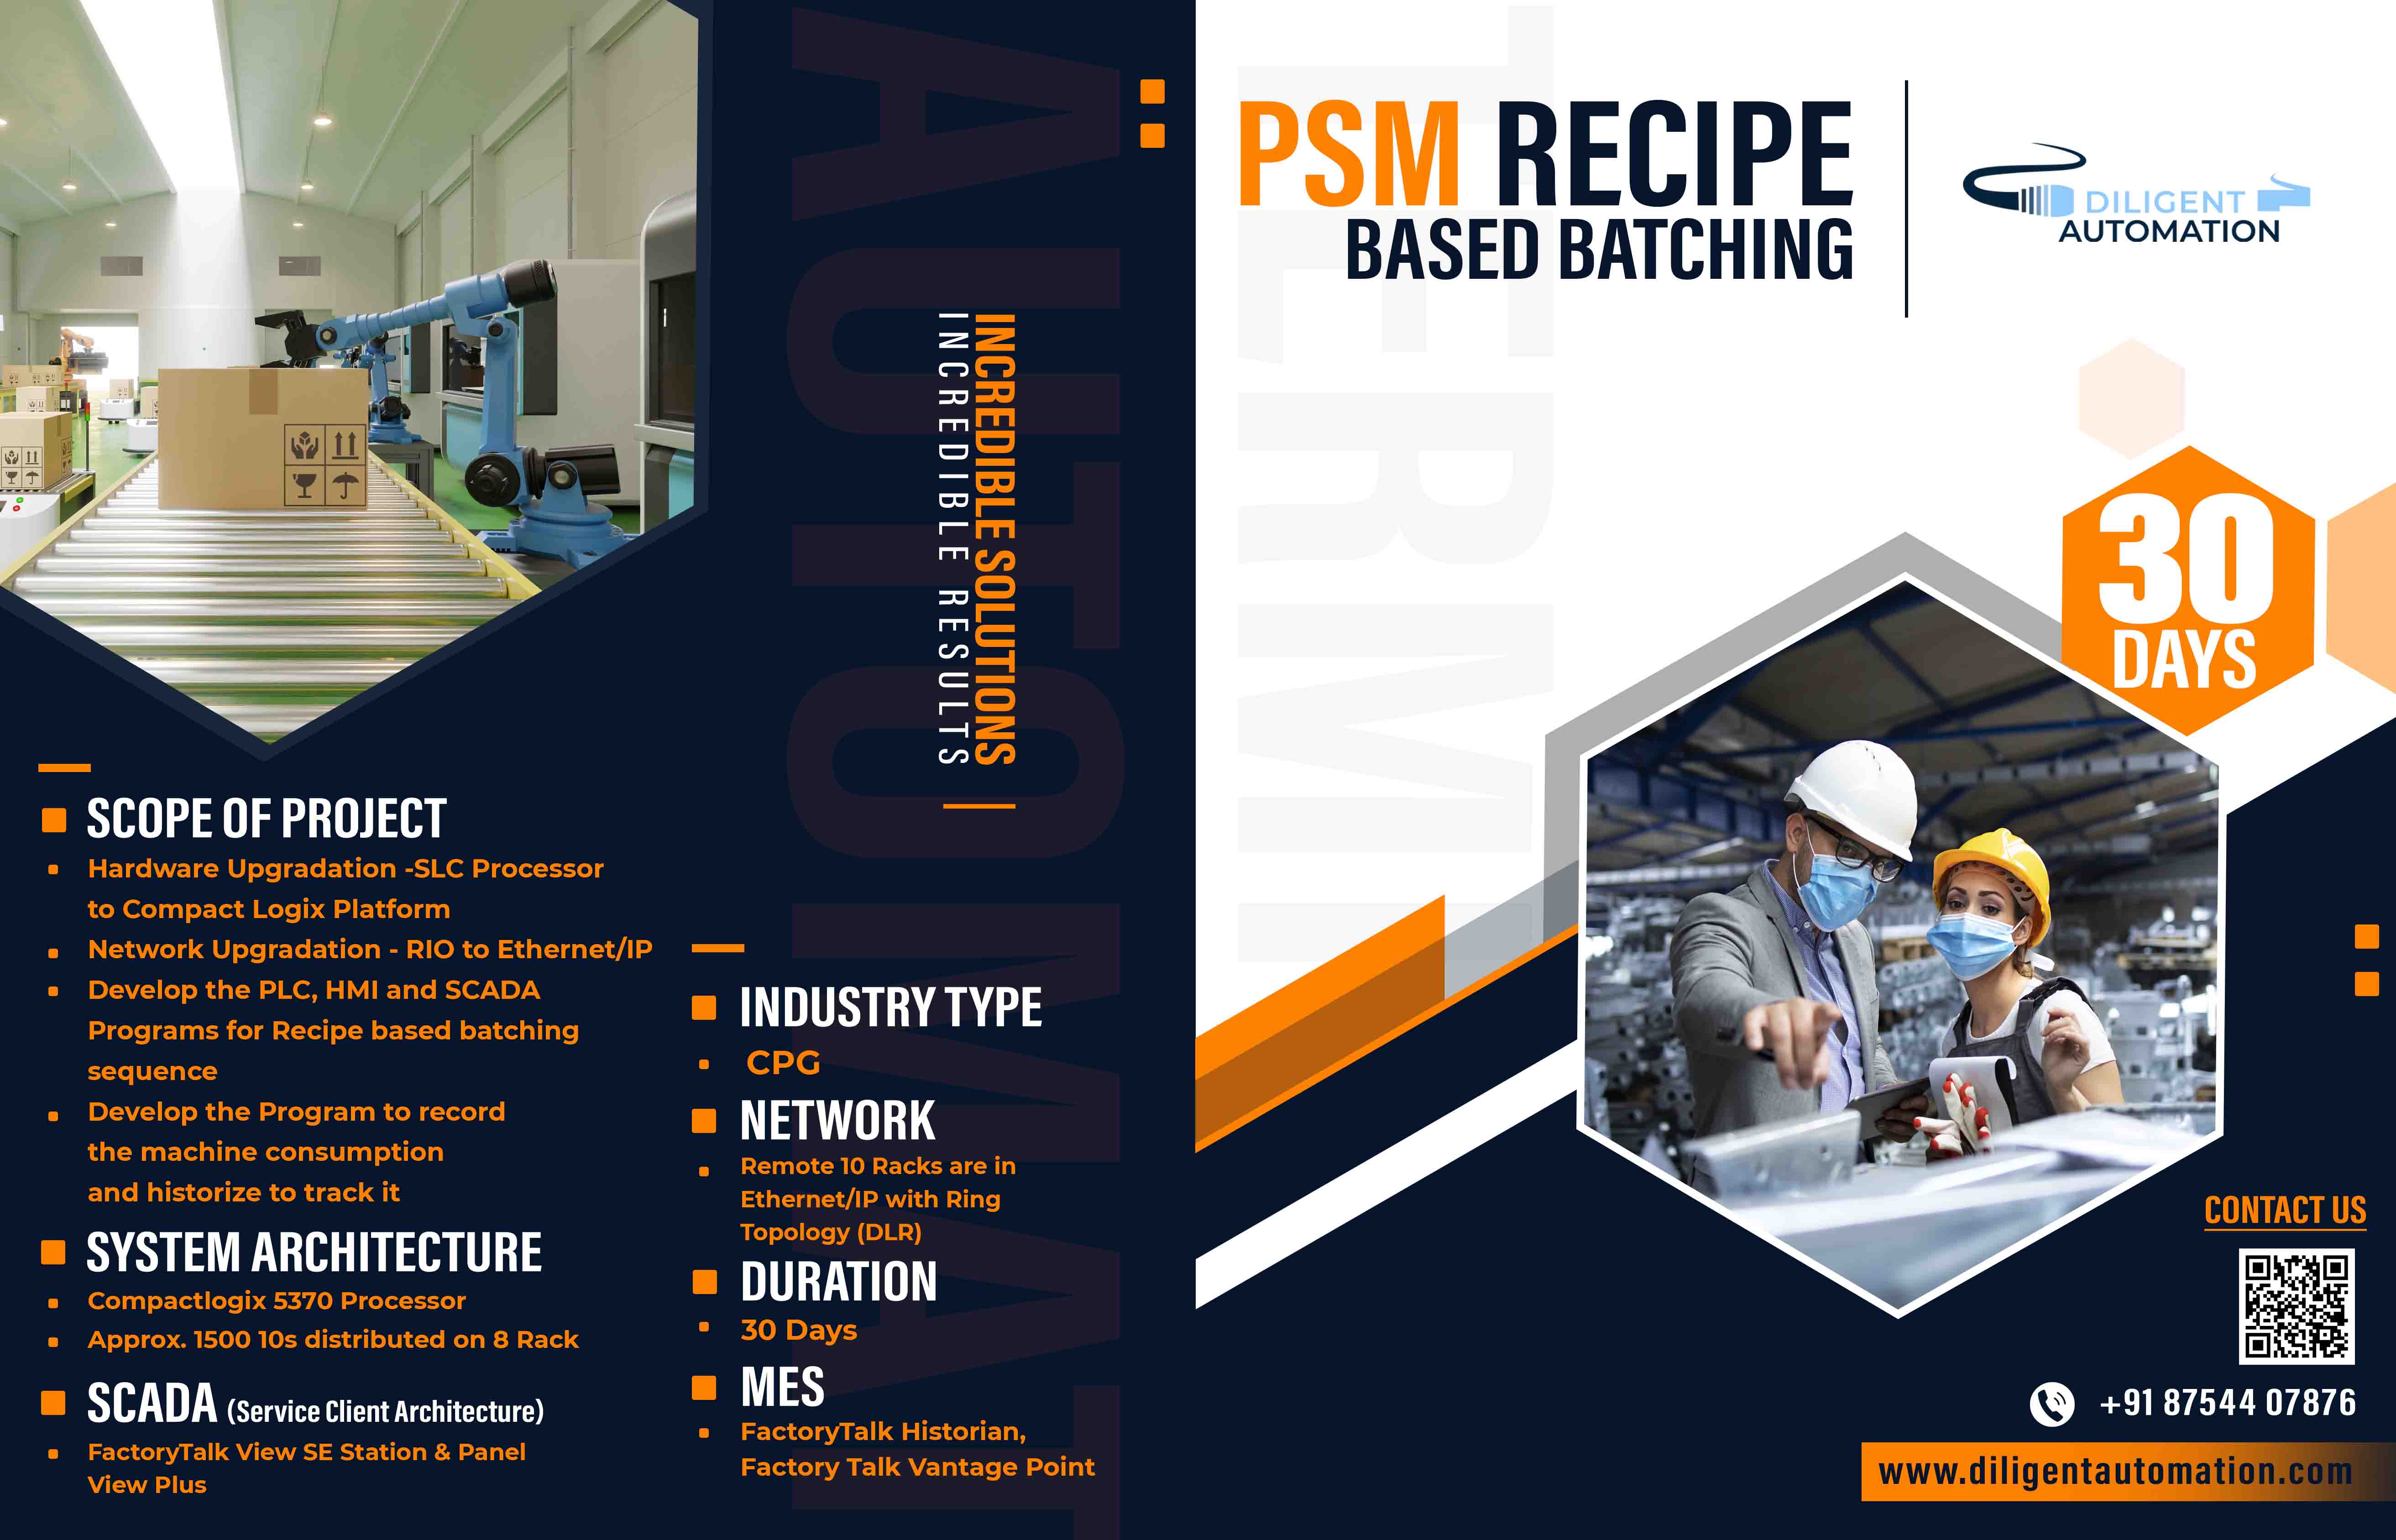 INCREDIBLE SOLUTIONS
INCREDIBLE RESULTS
SCOPE OF PROJECT
Hardware Upgradation -SLC Processor
to Compact Logix Platform
Network Upgradation - RIO to Ethernet/IP
Develop the PLC, HMI and SCADA
Programs for Recipe based batching
sequence
Develop the Program to record
the machine consumption
and historize to track it
SYSTEM ARCHITECTURE
Compactlogix 5370 Processor
Approx. 1500 10s distributed on 8 Rack
SCADA (Service Client Architecture)
FactoryTalk View SE Station & Panel
View Plus
INDUSTRY TYPE
CPG
NETWORK
Remote 10 Racks are in
Ethernet/IP with Ring
Topology (DLR)
DURATION
30 Days
MES
FactoryTalk Historian,
Factory Talk Vantage Point
AUTOMAT
PSM RECIPE
BASED BATCHING
DILIGENT
AUTOMATION
TERMI
30
DAYS
CONTACT US
+91 87544 07876
www.diligentautomation.com